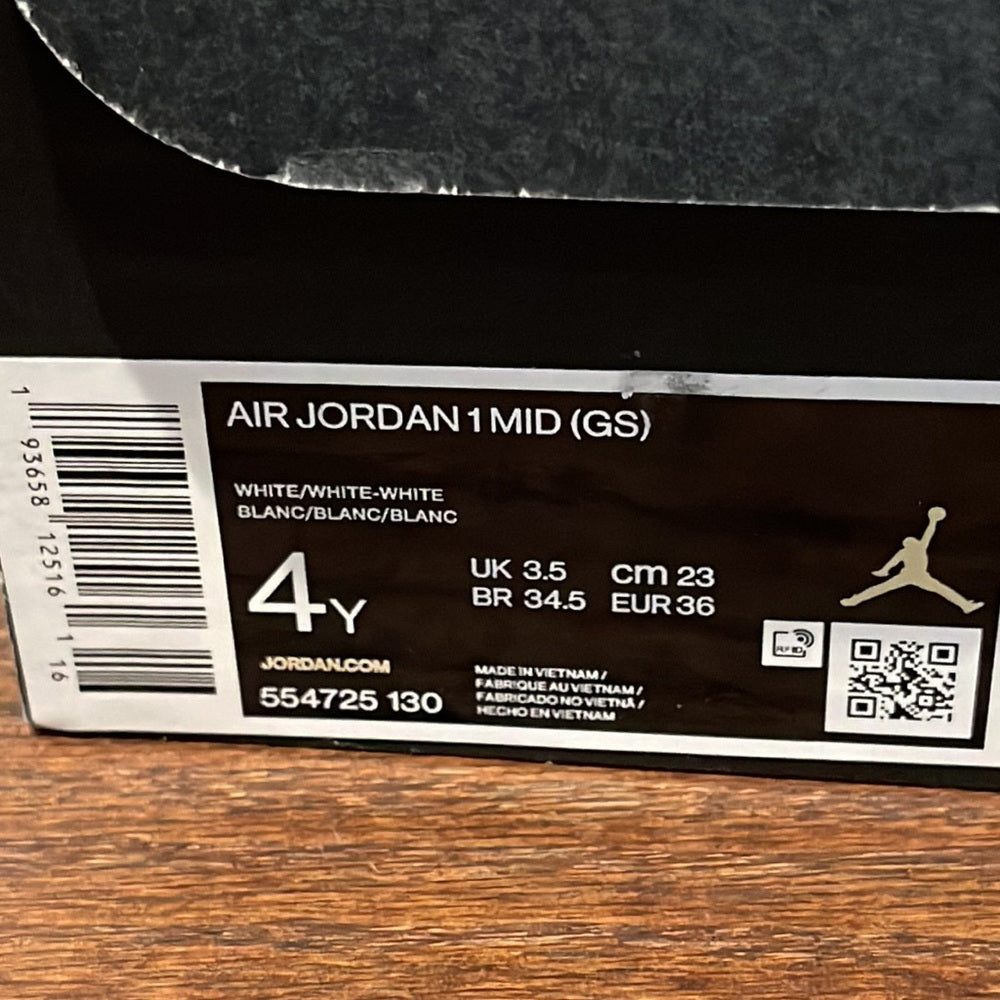 AIR JORDAN 1 MID (GS)
WHITE/WHITE-WHITE
BLANC/BLANC/BLANC
4Y
UK 3.5 cm 23
BR 34.5 EUR 36
JORDAN.COM
554725 130
MADE IN VIETNAM /
FABRIQUE AU VIETNAM /
FABRICADO NO VIETNÃ /
HECHO EN VIETNAM
RFID
1 93658 12516 1 16